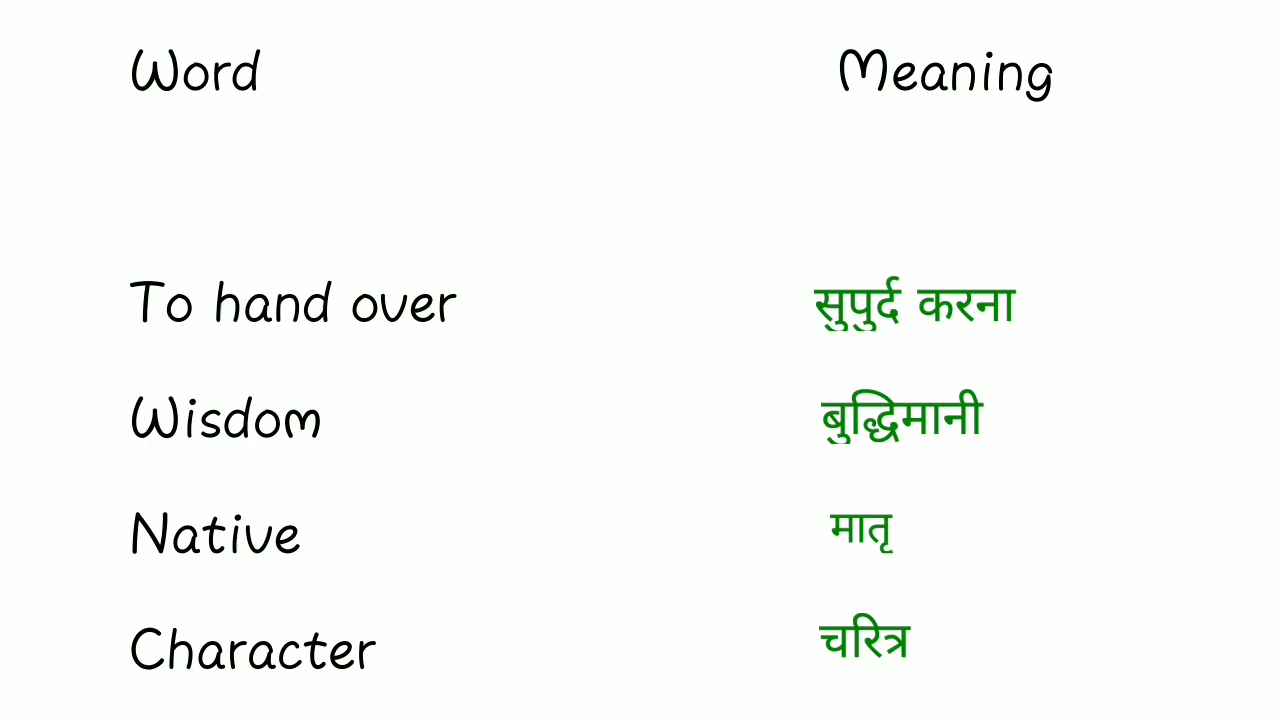 Word Meaning
To hand over सुपुर्द करना
Wisdom बुद्धिमानी
Native मातृ
Character चरित्र